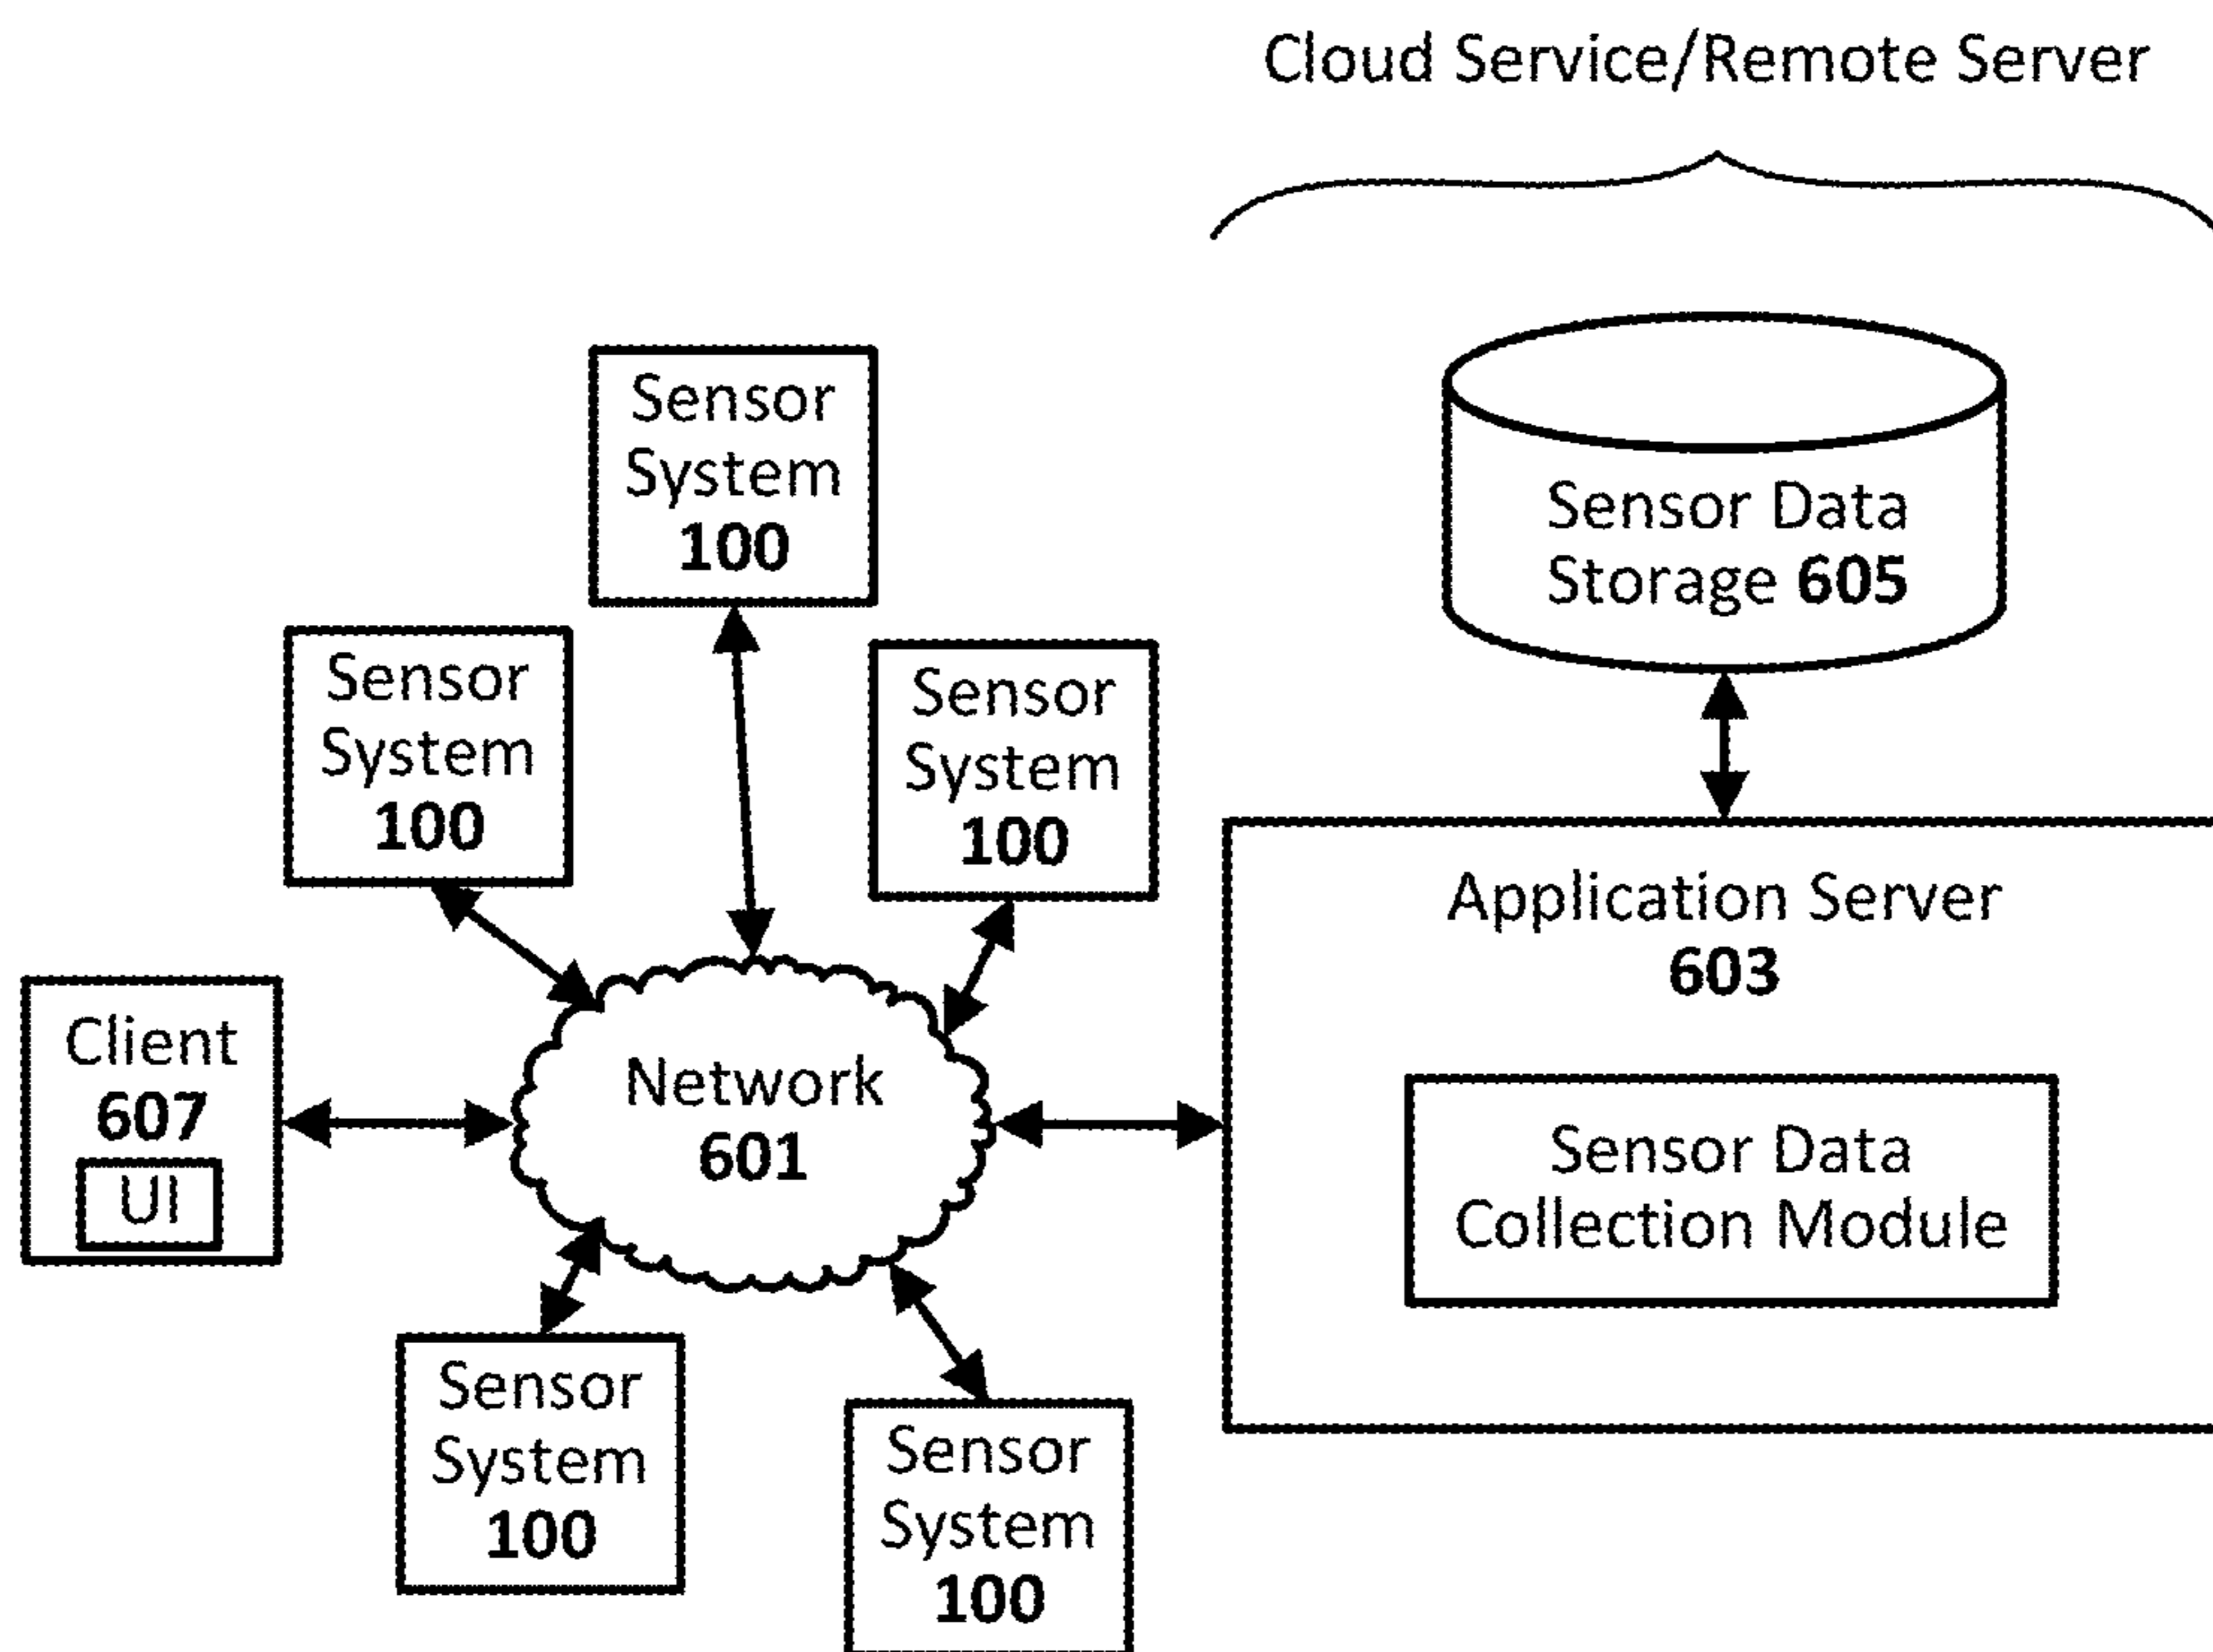 Cloud Service/Remote Server
Sensor
System
100
Sensor Data
Storage 605
Sensor
System
100
Sensor
System
100
Application Server
603
Sensor Data
Collection Module
Client
607
UI
Network
601
Sensor
System
100
Sensor
System
100